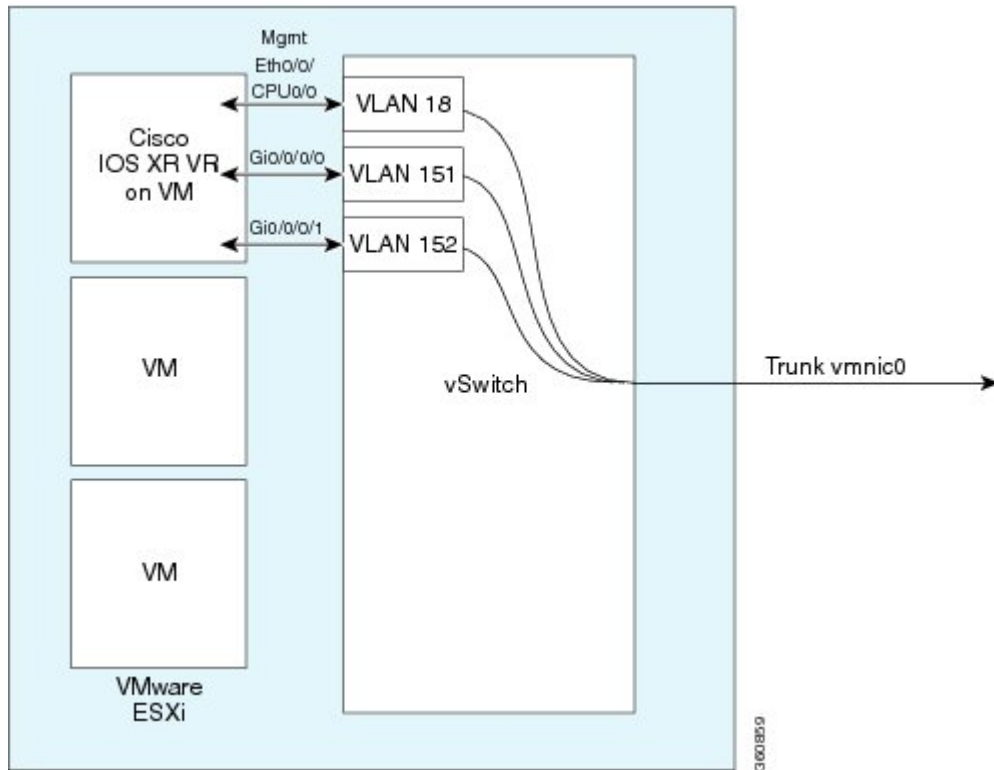 Mgmt
Eth0/0/
CPU0/0
VLAN 18
Cisco
IOS XR VR
on VM
Gi0/0/0/0
VLAN 151
Gi0/0/0/1
VLAN 152
VM
vSwitch
Trunk vmnic0
VM
VMware
ESXi
360859